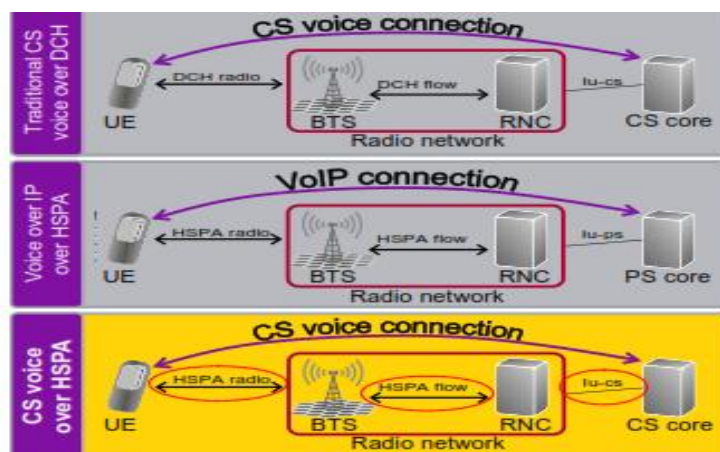 Traditional CS
voice over DCH
CS voice connection
DCH radio
DCH flow
Iu-cs
UE
BTS
RNC
CS core
Radio network
Voice over IP
over HSPA
VoIP connection
HSPA radio
HSPA flow
Iu-ps
UE
BTS
RNC
PS core
Radio network
CS voice
over HSPA
CS voice connection
HSPA radio
HSPA flow
Iu-cs
UE
BTS
RNC
CS core
Radio network